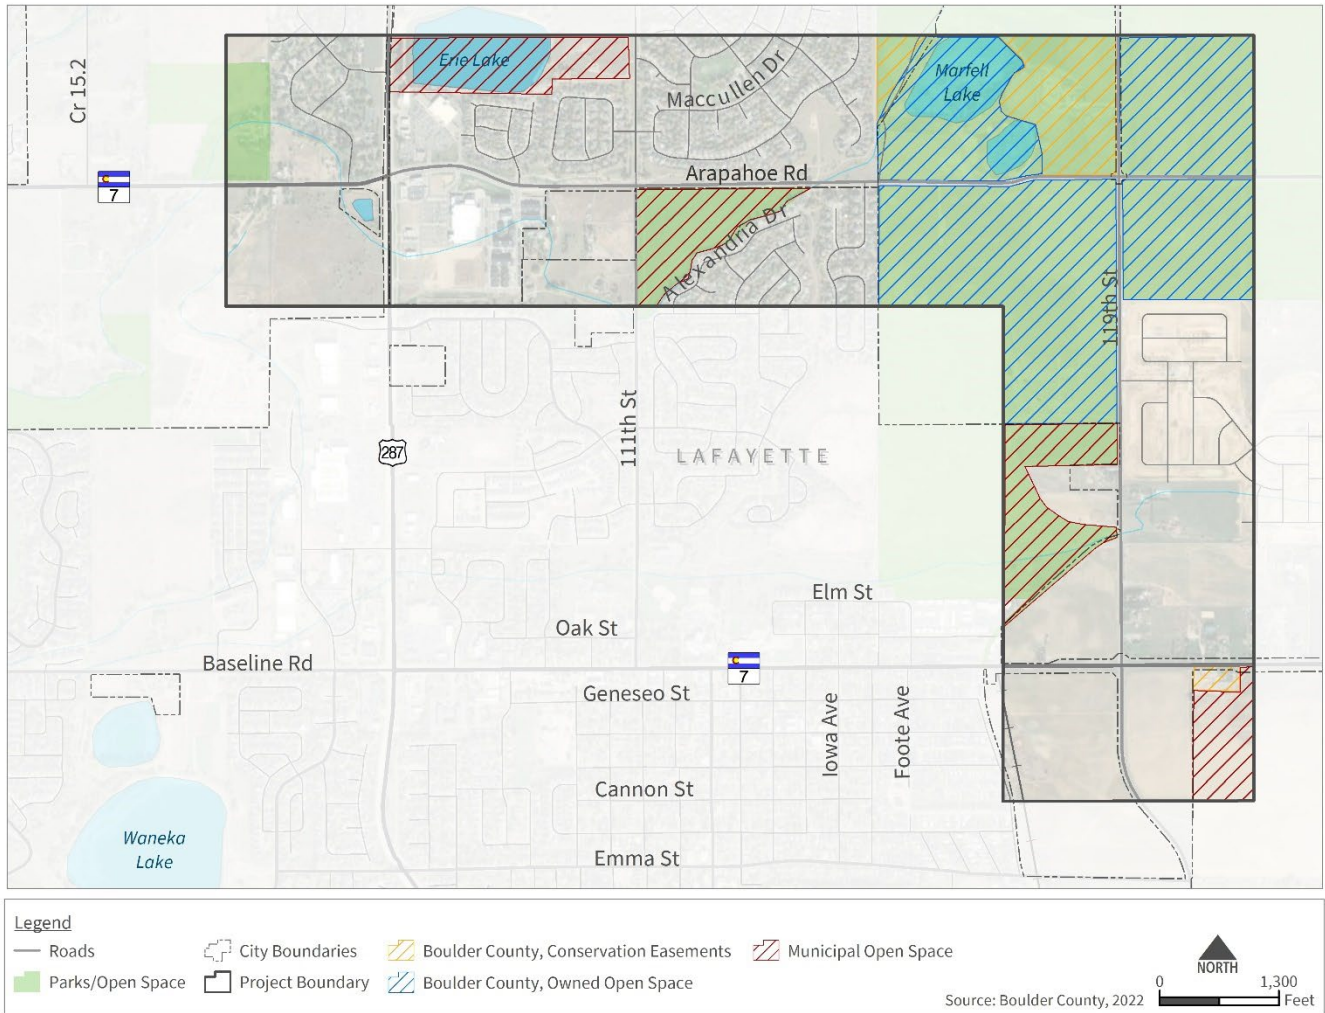 Erie Lake
Marfell
Lake
Maccullen Dr
Cr 15.2
C
7
Arapahoe Rd
Alexandria Dr
119th St
111th St
287
LAFAYETTE
Elm St
Oak St
Baseline Rd
C
7
Geneseo St
Iowa Ave
Foote Ave
Cannon St
Waneka
Lake
Emma St
Legend
Roads
City Boundaries
Boulder County, Conservation Easements
Municipal Open Space
Parks/Open Space
Project Boundary
Boulder County, Owned Open Space
NORTH
0 1,300
Feet
Source: Boulder County, 2022